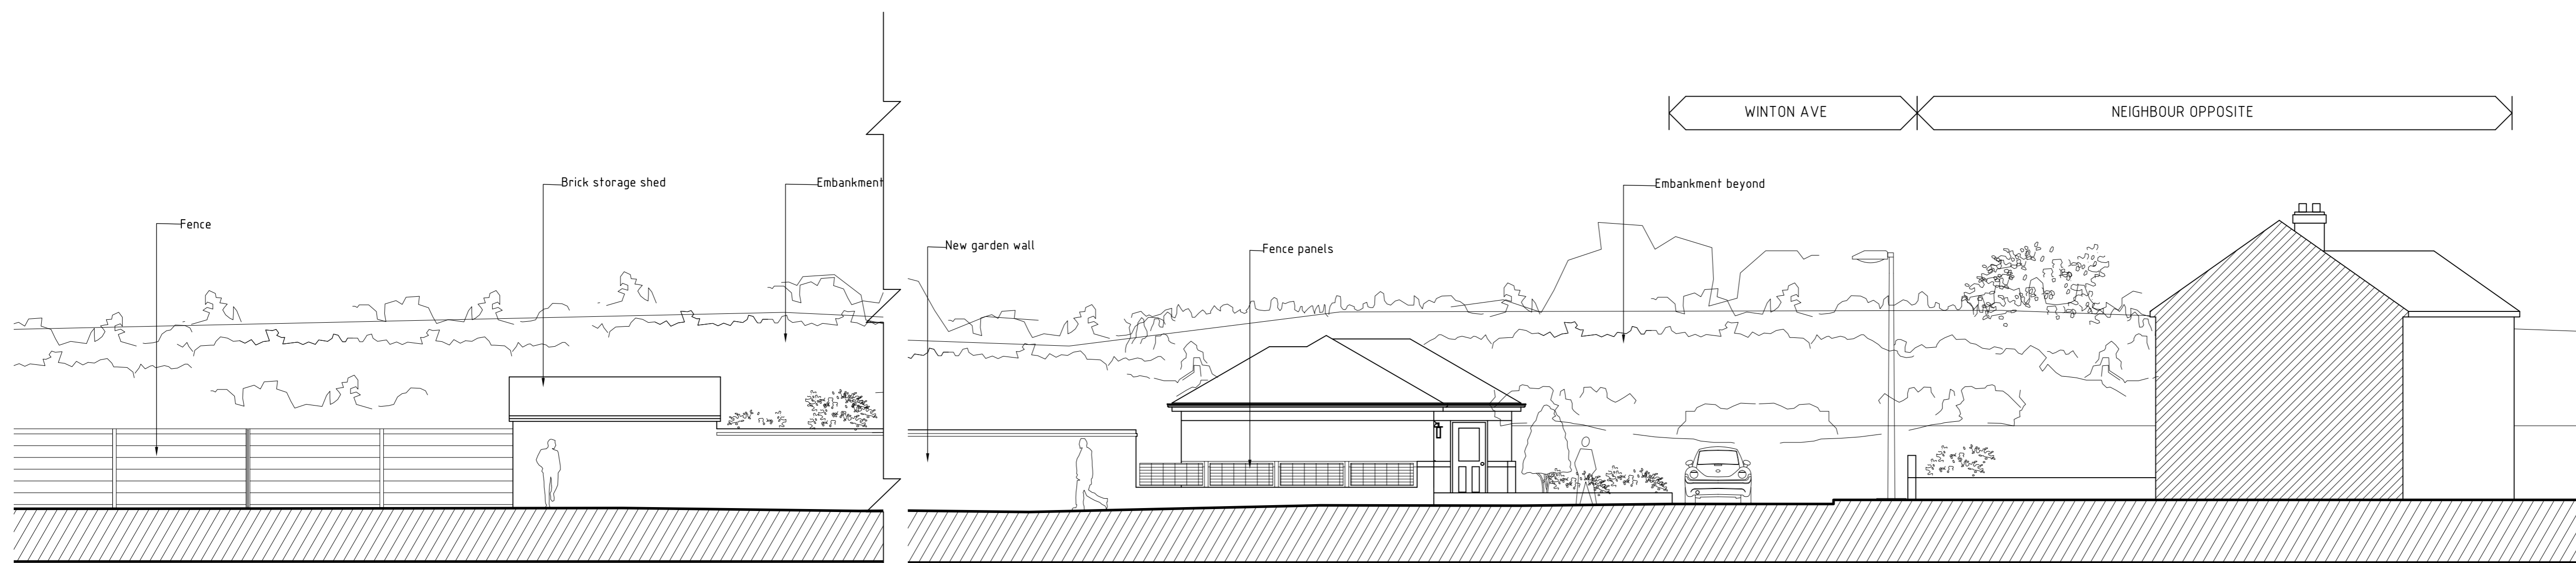 WINTON AVE
NEIGHBOUR OPPOSITE
Brick storage shed
Embankment
Embankment beyond
Fence
New garden wall
Fence panels